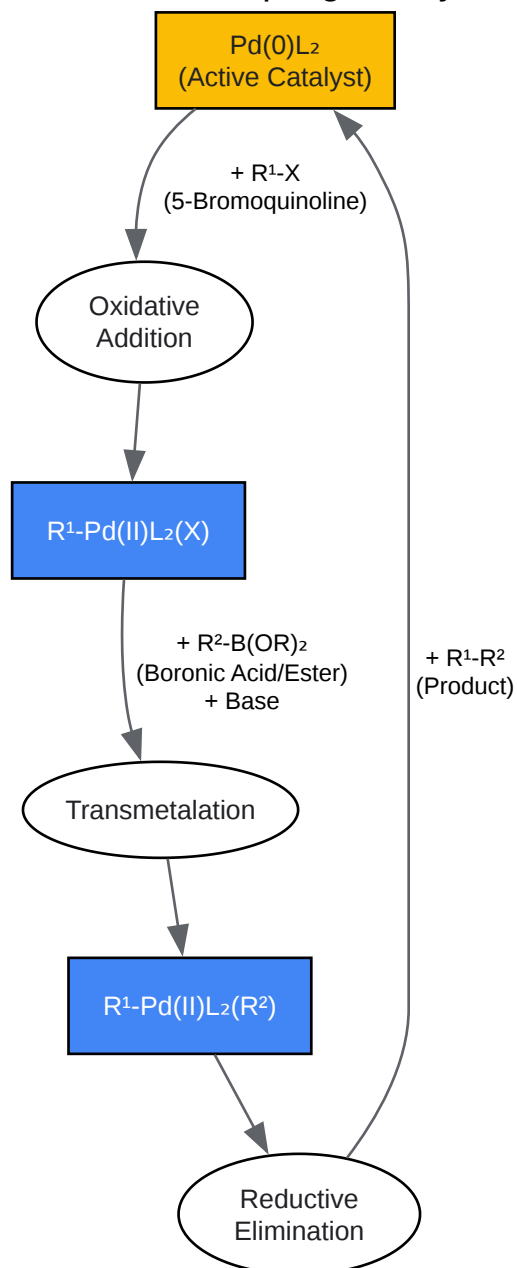 Pd(0)L₂
(Active Catalyst)
+ R¹-X
(5-Bromoquinoline)
Oxidative
Addition
R¹-Pd(II)L₂(X)
+ R²-B(OR)₂
(Boronic Acid/Ester)
+ Base
+ R¹-R²
(Product)
Transmetalation
R¹-Pd(II)L₂(R²)
Reductive
Elimination